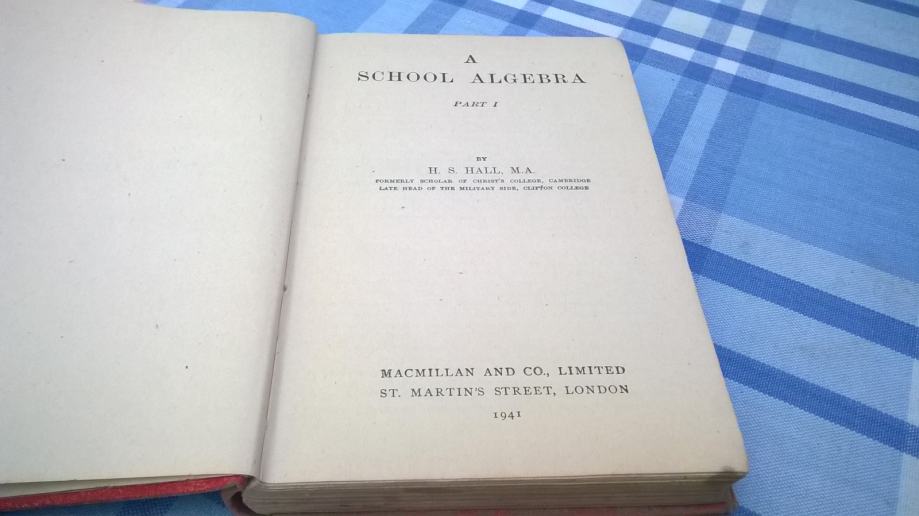 A
SCHOOL ALGEBRA
PART I
BY
H. S. HALL, M.A.
FORMERLY SCHOLAR OF CHRIST'S COLLEGE, CAMBRIDGE
LATE HEAD OF THE MILITARY SIDE, CLIFTON COLLEGE
MACMILLAN AND CO., LIMITED
ST. MARTIN'S STREET, LONDON
1941